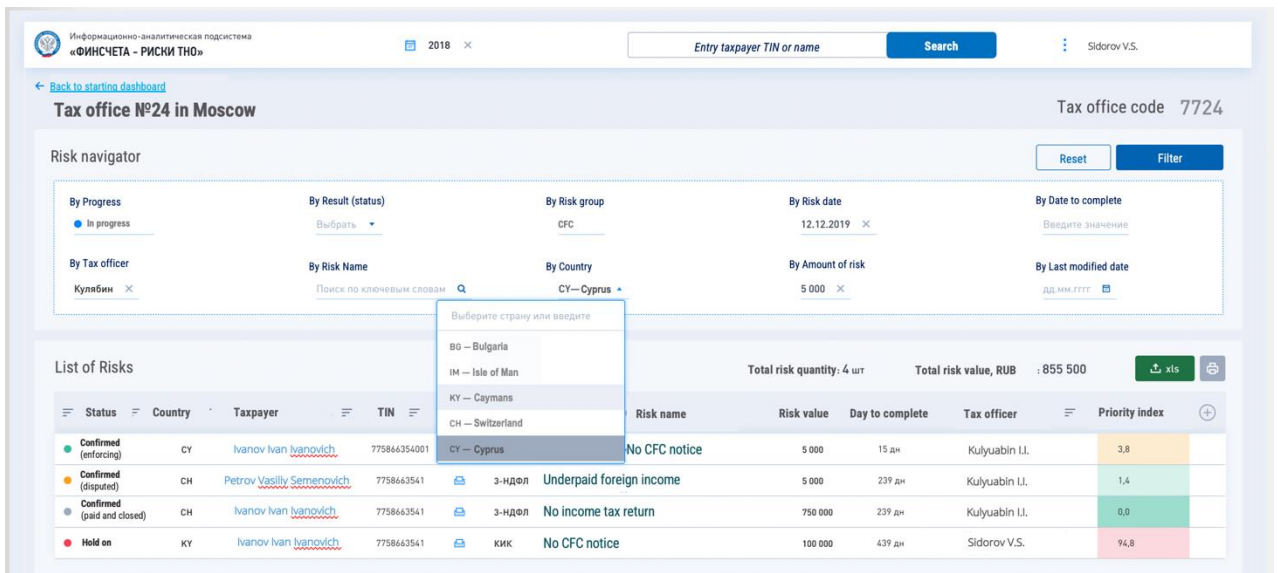 Информационно-аналитическая подсистема
«ФИНСЧЕТА - РИСКИ ТНО»
2018 ×
Entry taxpayer TIN or name
Search
Sidorov V.S.
← Back to starting dashboard
Tax office №24 in Moscow
Tax office code 7724
Risk navigator
Reset
Filter
By Progress
By Result (status)
By Risk group
By Risk date
By Date to complete
In progress
Выбрать
CFC
12.12.2019 ×
Введите значение
By Tax officer
By Risk Name
By Country
By Amount of risk
By Last modified date
Кулябин ×
Поиск по ключевым словам
CY—Cyprus
5 000 ×
дд.мм.гггг
Выберите страну или введите
BG — Bulgaria
IM — Isle of Man
KY — Caymans
CH — Switzerland
CY — Cyprus
List of Risks
Total risk quantity: 4 шт
Total risk value, RUB : 855 500
xls
Status Country Taxpayer TIN Risk name Risk value Day to complete Tax officer Priority index
Confirmed
(enforcing) CY Ivanov Ivan Ivanovich 775866354001 No CFC notice 5 000 15 дн Kulyuabin I.I. 3,8
Confirmed
(disputed) CH Petrov Vasiliy Semenovich 7758663541 3-НДФЛ Underpaid foreign income 5 000 239 дн Kulyuabin I.I. 1,4
Confirmed
(paid and closed) CH Ivanov Ivan Ivanovich 7758663541 3-НДФЛ No income tax return 750 000 239 дн Kulyuabin I.I. 0,0
Hold on KY Ivanov Ivan Ivanovich 7758663541 КИК No CFC notice 100 000 439 дн Sidorov V.S. 94,8